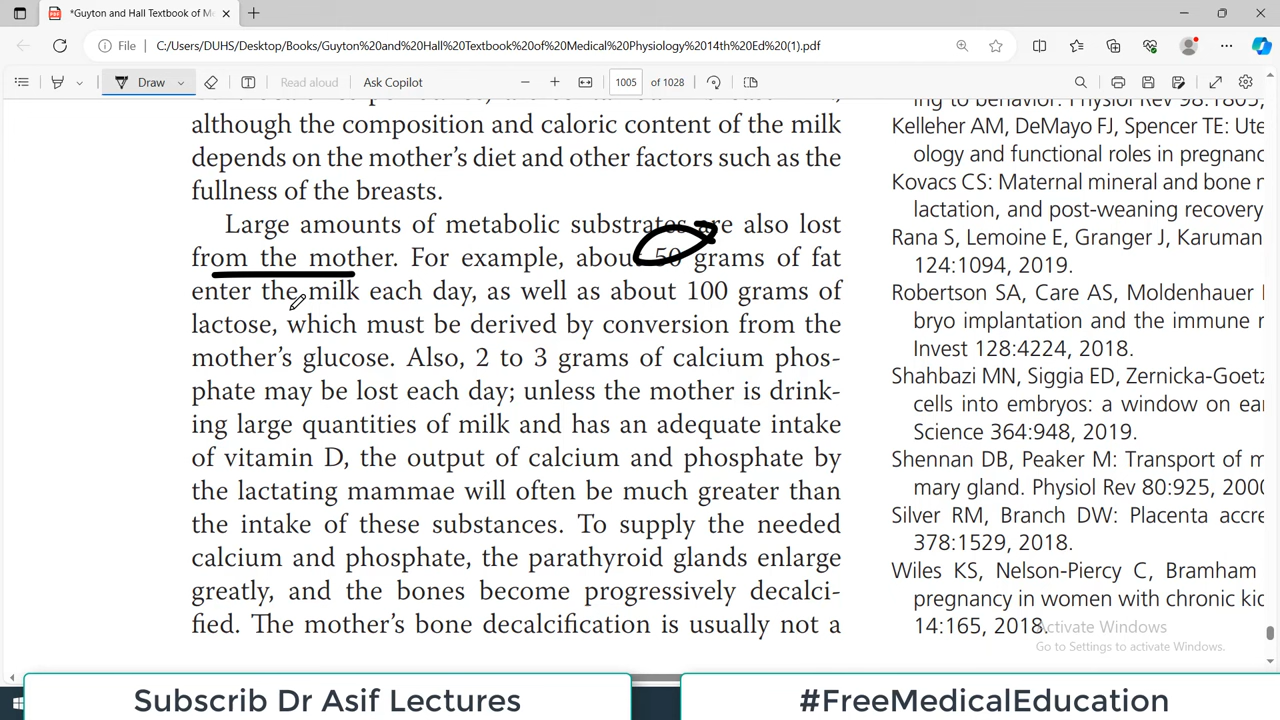 *Guyton and Hall Textbook of Me
File
C:/Users/DUHS/Desktop/Books/Guyton%20and%20Hall%20Textbook%20of%20Medical%20Physiology%2014th%20Ed%20(1).pdf
Draw
Read aloud
Ask Copilot
1005 of 1028
although the composition and caloric content of the milk
depends on the mother’s diet and other factors such as the
fullness of the breasts.
Large amounts of metabolic substrates are also lost
from the mother. For example, about 50 grams of fat
enter the milk each day, as well as about 100 grams of
lactose, which must be derived by conversion from the
mother’s glucose. Also, 2 to 3 grams of calcium phos-
phate may be lost each day; unless the mother is drink-
ing large quantities of milk and has an adequate intake
of vitamin D, the output of calcium and phosphate by
the lactating mammae will often be much greater than
the intake of these substances. To supply the needed
calcium and phosphate, the parathyroid glands enlarge
greatly, and the bones become progressively decalci-
fied. The mother’s bone decalcification is usually not a
ing to behavior. Physiol Rev 98:1805,
Kelleher AM, DeMayo FJ, Spencer TE: Ute
ology and functional roles in pregnanc
Kovacs CS: Maternal mineral and bone m
lactation, and post-weaning recovery
Rana S, Lemoine E, Granger J, Karuman
124:1094, 2019.
Robertson SA, Care AS, Moldenhauer
bryo implantation and the immune r
Invest 128:4224, 2018.
Shahbazi MN, Siggia ED, Zernicka-Goetz
cells into embryos: a window on ea
Science 364:948, 2019.
Shennan DB, Peaker M: Transport of m
mary gland. Physiol Rev 80:925, 2000
Silver RM, Branch DW: Placenta accre
378:1529, 2018.
Wiles KS, Nelson-Piercy C, Bramham
pregnancy in women with chronic kid
14:165, 2018.
Activate Windows
Go to Settings to activate Windows.
Subscrib Dr Asif Lectures
#FreeMedicalEducation